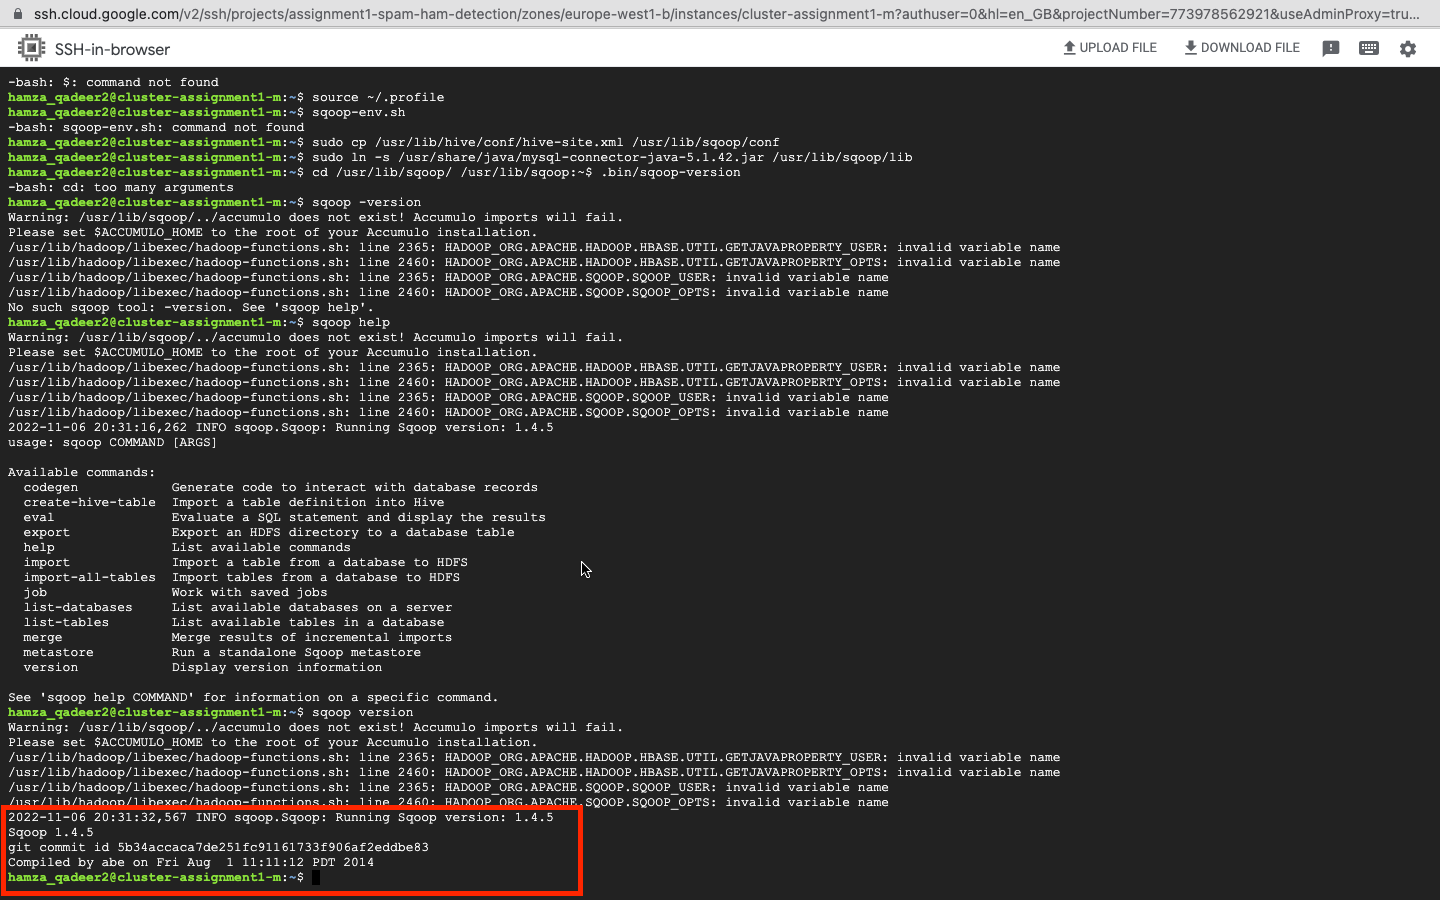 ssh.cloud.google.com/v2/ssh/projects/assignment1-spam-ham-detection/zones/europe-west1-b/instances/cluster-assignment1-m?authuser=0&hl=en_GB&projectNumber=773978562921&useAdminProxy=tru...
SSH-in-browser
UPLOAD FILE
DOWNLOAD FILE
-bash: $: command not found
hamza_qadeer2@cluster-assignment1-m:~$ source ~/.profile
hamza_qadeer2@cluster-assignment1-m:~$ sqoop-env.sh
-bash: sqoop-env.sh: command not found
hamza_qadeer2@cluster-assignment1-m:~$ sudo cp /usr/lib/hive/conf/hive-site.xml /usr/lib/sqoop/conf
hamza_qadeer2@cluster-assignment1-m:~$ sudo ln -s /usr/share/java/mysql-connector-java-5.1.42.jar /usr/lib/sqoop/lib
hamza_qadeer2@cluster-assignment1-m:~$ cd /usr/lib/sqoop/ /usr/lib/sqoop:~$ .bin/sqoop-version
-bash: cd: too many arguments
hamza_qadeer2@cluster-assignment1-m:~$ sqoop -version
Warning: /usr/lib/sqoop/../accumulo does not exist! Accumulo imports will fail.
Please set $ACCUMULO_HOME to the root of your Accumulo installation.
/usr/lib/hadoop/libexec/hadoop-functions.sh: line 2365: HADOOP_ORG.APACHE.HADOOP.HBASE.UTIL.GETJAVAPROPERTY_USER: invalid variable name
/usr/lib/hadoop/libexec/hadoop-functions.sh: line 2460: HADOOP_ORG.APACHE.HADOOP.HBASE.UTIL.GETJAVAPROPERTY_OPTS: invalid variable name
/usr/lib/hadoop/libexec/hadoop-functions.sh: line 2365: HADOOP_ORG.APACHE.SQOOP.SQOOP_USER: invalid variable name
/usr/lib/hadoop/libexec/hadoop-functions.sh: line 2460: HADOOP_ORG.APACHE.SQOOP.SQOOP_OPTS: invalid variable name
No such sqoop tool: -version. See 'sqoop help'.
hamza_qadeer2@cluster-assignment1-m:~$ sqoop help
Warning: /usr/lib/sqoop/../accumulo does not exist! Accumulo imports will fail.
Please set $ACCUMULO_HOME to the root of your Accumulo installation.
/usr/lib/hadoop/libexec/hadoop-functions.sh: line 2365: HADOOP_ORG.APACHE.HADOOP.HBASE.UTIL.GETJAVAPROPERTY_USER: invalid variable name
/usr/lib/hadoop/libexec/hadoop-functions.sh: line 2460: HADOOP_ORG.APACHE.HADOOP.HBASE.UTIL.GETJAVAPROPERTY_OPTS: invalid variable name
/usr/lib/hadoop/libexec/hadoop-functions.sh: line 2365: HADOOP_ORG.APACHE.SQOOP.SQOOP_USER: invalid variable name
/usr/lib/hadoop/libexec/hadoop-functions.sh: line 2460: HADOOP_ORG.APACHE.SQOOP.SQOOP_OPTS: invalid variable name
2022-11-06 20:31:16,262 INFO sqoop.Sqoop: Running Sqoop version: 1.4.5
usage: sqoop COMMAND [ARGS]
Available commands:
codegen Generate code to interact with database records
create-hive-table Import a table definition into Hive
eval Evaluate a SQL statement and display the results
export Export an HDFS directory to a database table
help List available commands
import Import a table from a database to HDFS
import-all-tables Import tables from a database to HDFS
job Work with saved jobs
list-databases List available databases on a server
list-tables List available tables in a database
merge Merge results of incremental imports
metastore Run a standalone Sqoop metastore
version Display version information
See 'sqoop help COMMAND' for information on a specific command.
hamza_qadeer2@cluster-assignment1-m:~$ sqoop version
Warning: /usr/lib/sqoop/../accumulo does not exist! Accumulo imports will fail.
Please set $ACCUMULO_HOME to the root of your Accumulo installation.
/usr/lib/hadoop/libexec/hadoop-functions.sh: line 2365: HADOOP_ORG.APACHE.HADOOP.HBASE.UTIL.GETJAVAPROPERTY_USER: invalid variable name
/usr/lib/hadoop/libexec/hadoop-functions.sh: line 2460: HADOOP_ORG.APACHE.HADOOP.HBASE.UTIL.GETJAVAPROPERTY_OPTS: invalid variable name
/usr/lib/hadoop/libexec/hadoop-functions.sh: line 2365: HADOOP_ORG.APACHE.SQOOP.SQOOP_USER: invalid variable name
/usr/lib/hadoop/libexec/hadoop-functions.sh: line 2460: HADOOP_ORG.APACHE.SQOOP.SQOOP_OPTS: invalid variable name
2022-11-06 20:31:32,567 INFO sqoop.Sqoop: Running Sqoop version: 1.4.5
Sqoop 1.4.5
git commit id 5b34accaca7de251fc91161733f906af2eddbe83
Compiled by abe on Fri Aug  1 11:11:12 PDT 2014
hamza_qadeer2@cluster-assignment1-m:~$